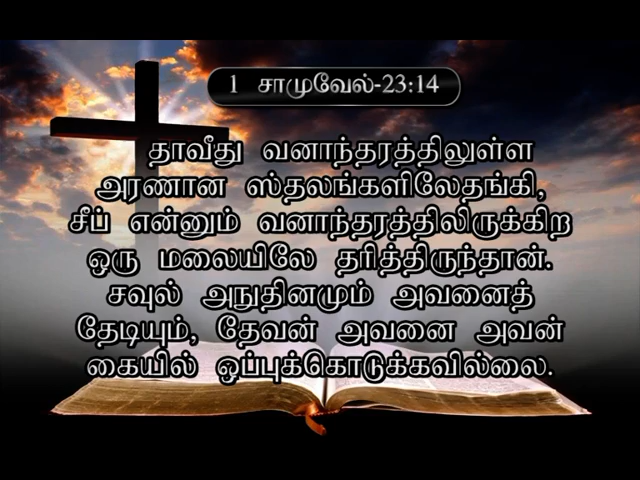 1 சாமுவேல்-23:14
தாவீது வனாந்தரத்திலுள்ள
அரணான ஸ்தலங்களிலேதங்கி,
சீப் என்னும் வனாந்தரத்திலிருக்கிற
ஒரு மலையிலே தரித்திருந்தான்.
சவுல் அநுதினமும் அவனைத்
தேடியும், தேவன் அவனை அவன்
கையில் ஒப்புக்கொடுக்கவில்லை.